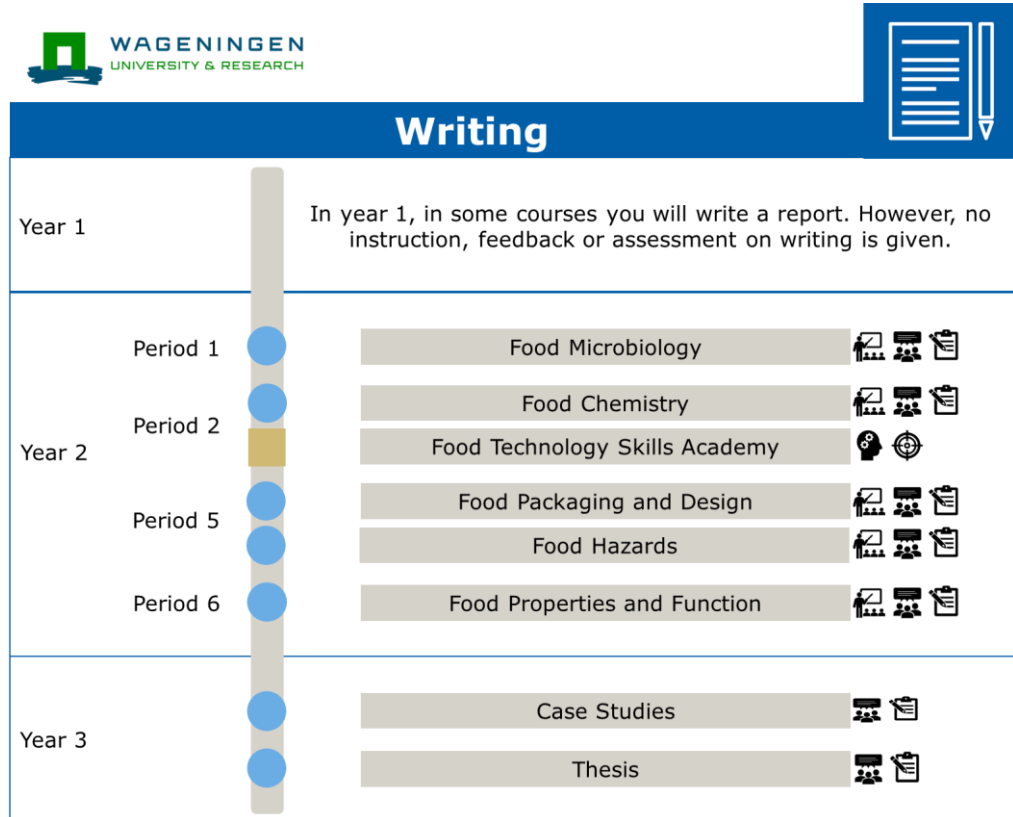 WAGENINGEN
UNIVERSITY & RESEARCH
Writing
Year 1
In year 1, in some courses you will write a report. However, no
instruction, feedback or assessment on writing is given.
Year 2
Period 1
Food Microbiology
Period 2
Food Chemistry
Food Technology Skills Academy
Period 5
Food Packaging and Design
Food Hazards
Period 6
Food Properties and Function
Year 3
Case Studies
Thesis